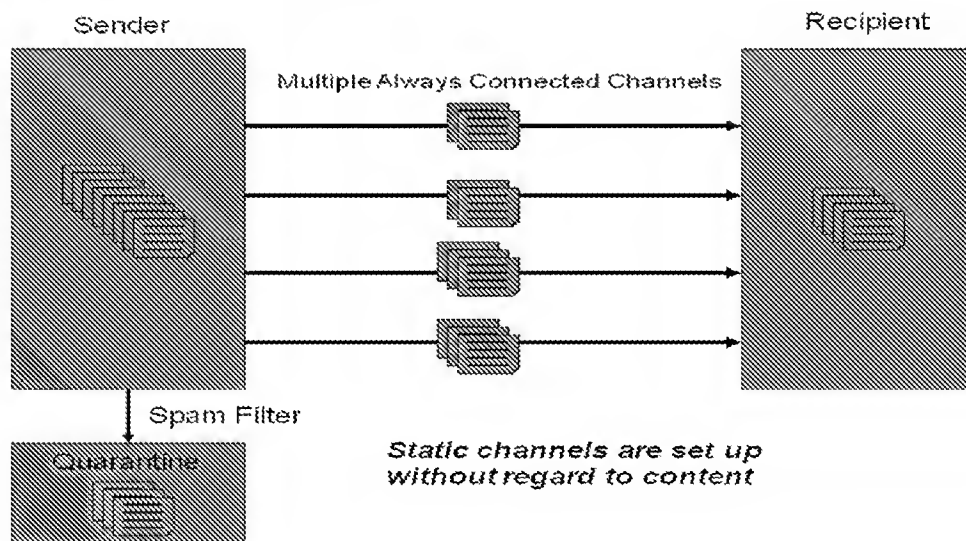 Sender
Recipient
Multiple Always Connected Channels
Spam Filter
Quarantine
Static channels are set up
without regard to content